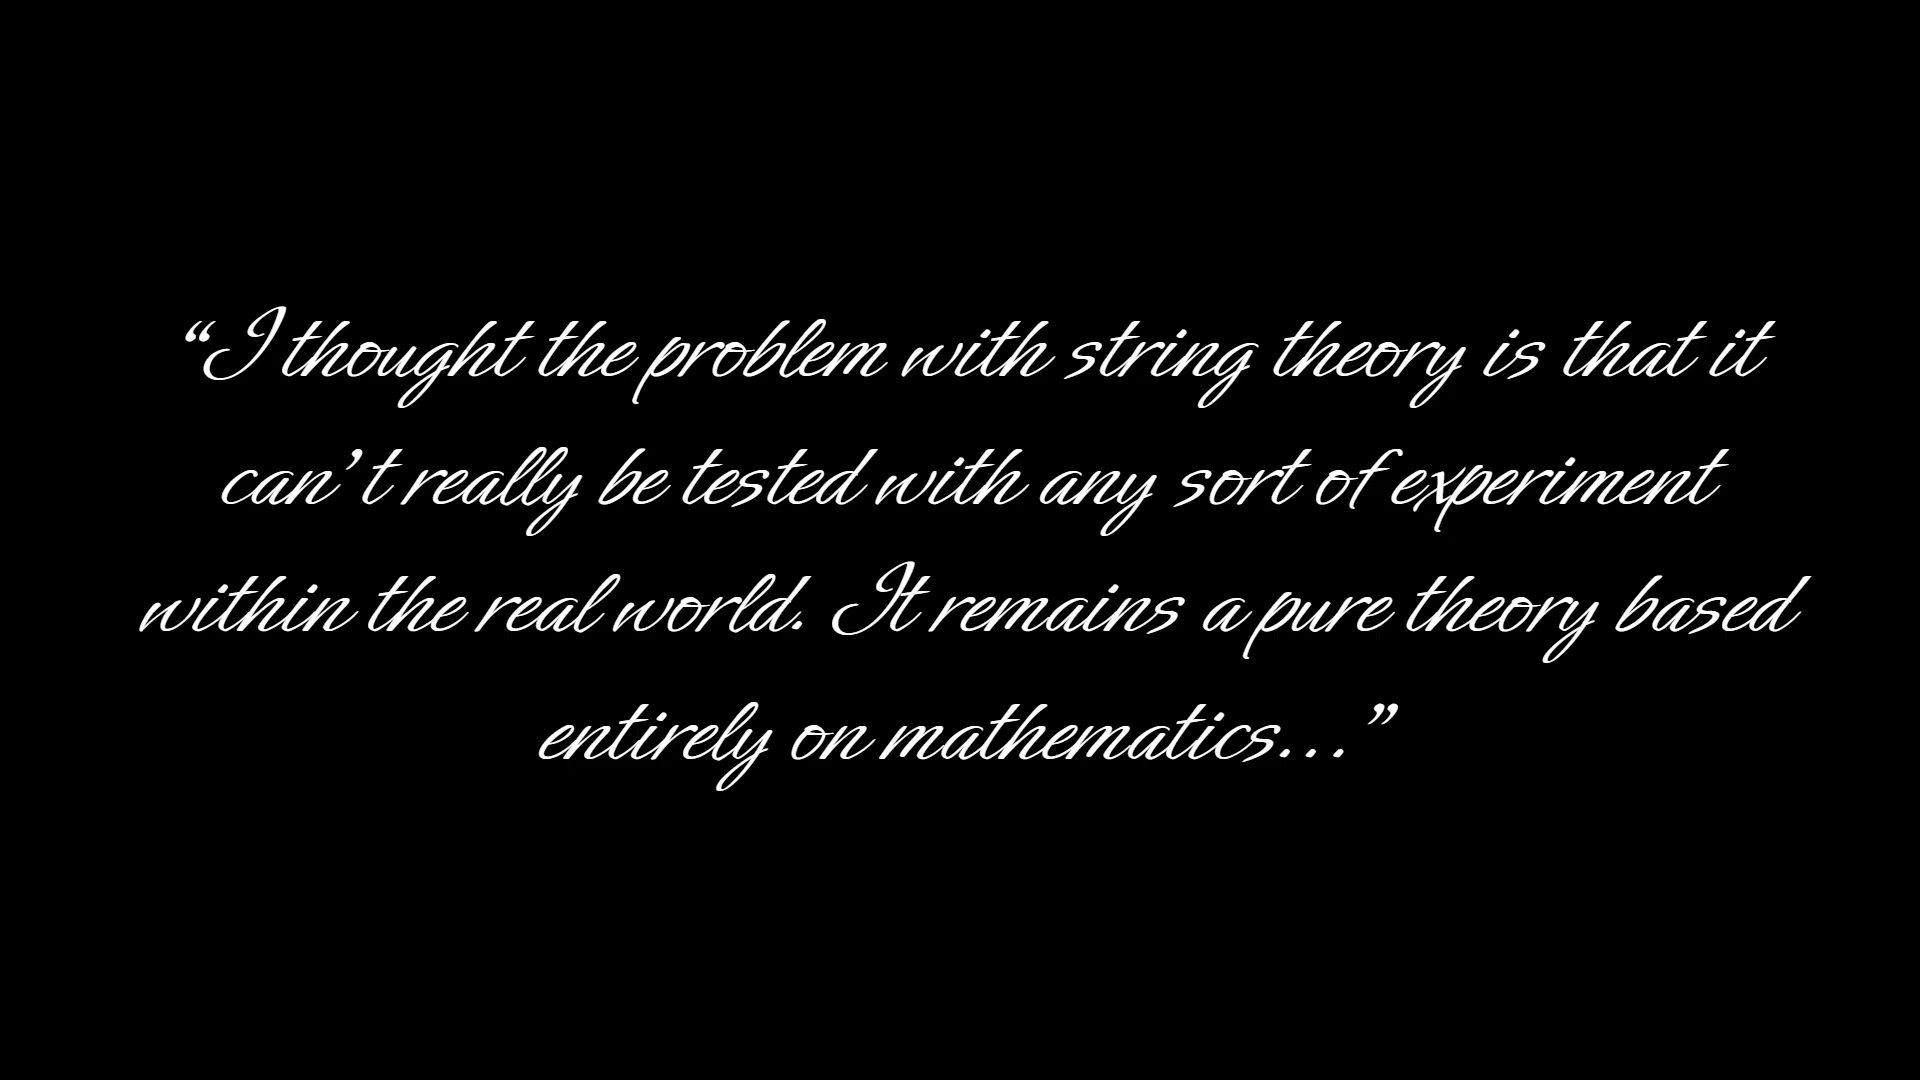 “I thought the problem with string theory is that it
can’t really be tested with any sort of experiment
within the real world. It remains a pure theory based
entirely on mathematics...”